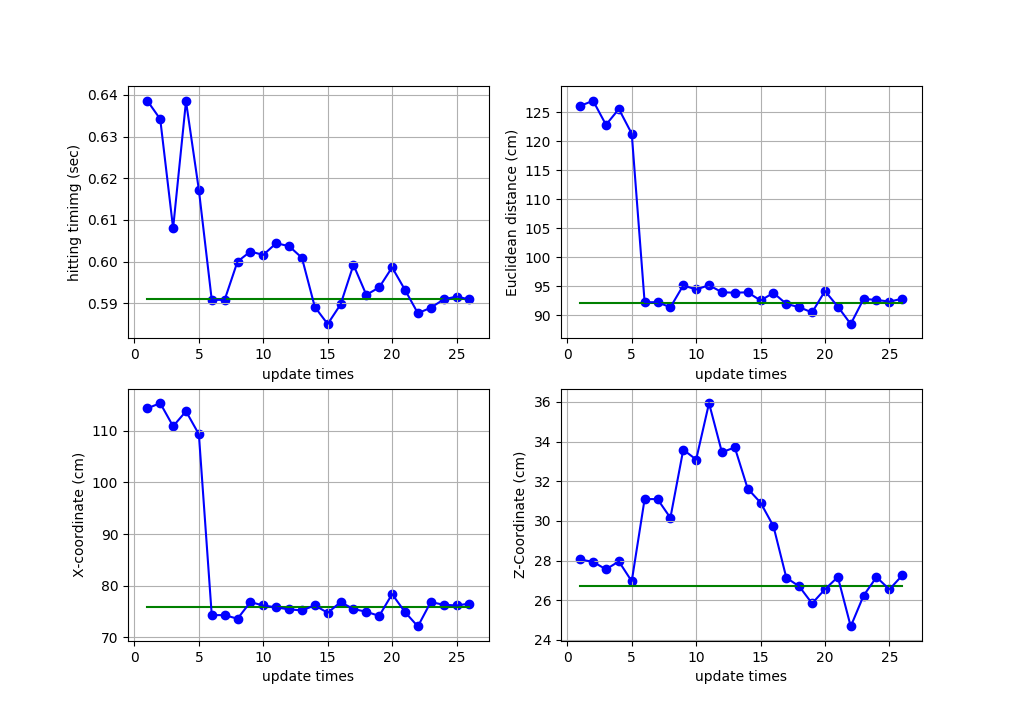 0.64
0.63
0.62
0.61
0.60
0.59
hitting timimg (sec)
0 5 10 15 20 25
update times
125
120
115
110
105
100
95
90
Euclidean distance (cm)
0 5 10 15 20 25
update times
110
100
90
80
70
X-coordinate (cm)
0 5 10 15 20 25
update times
36
34
32
30
28
26
24
Z-Coordinate (cm)
0 5 10 15 20 25
update times